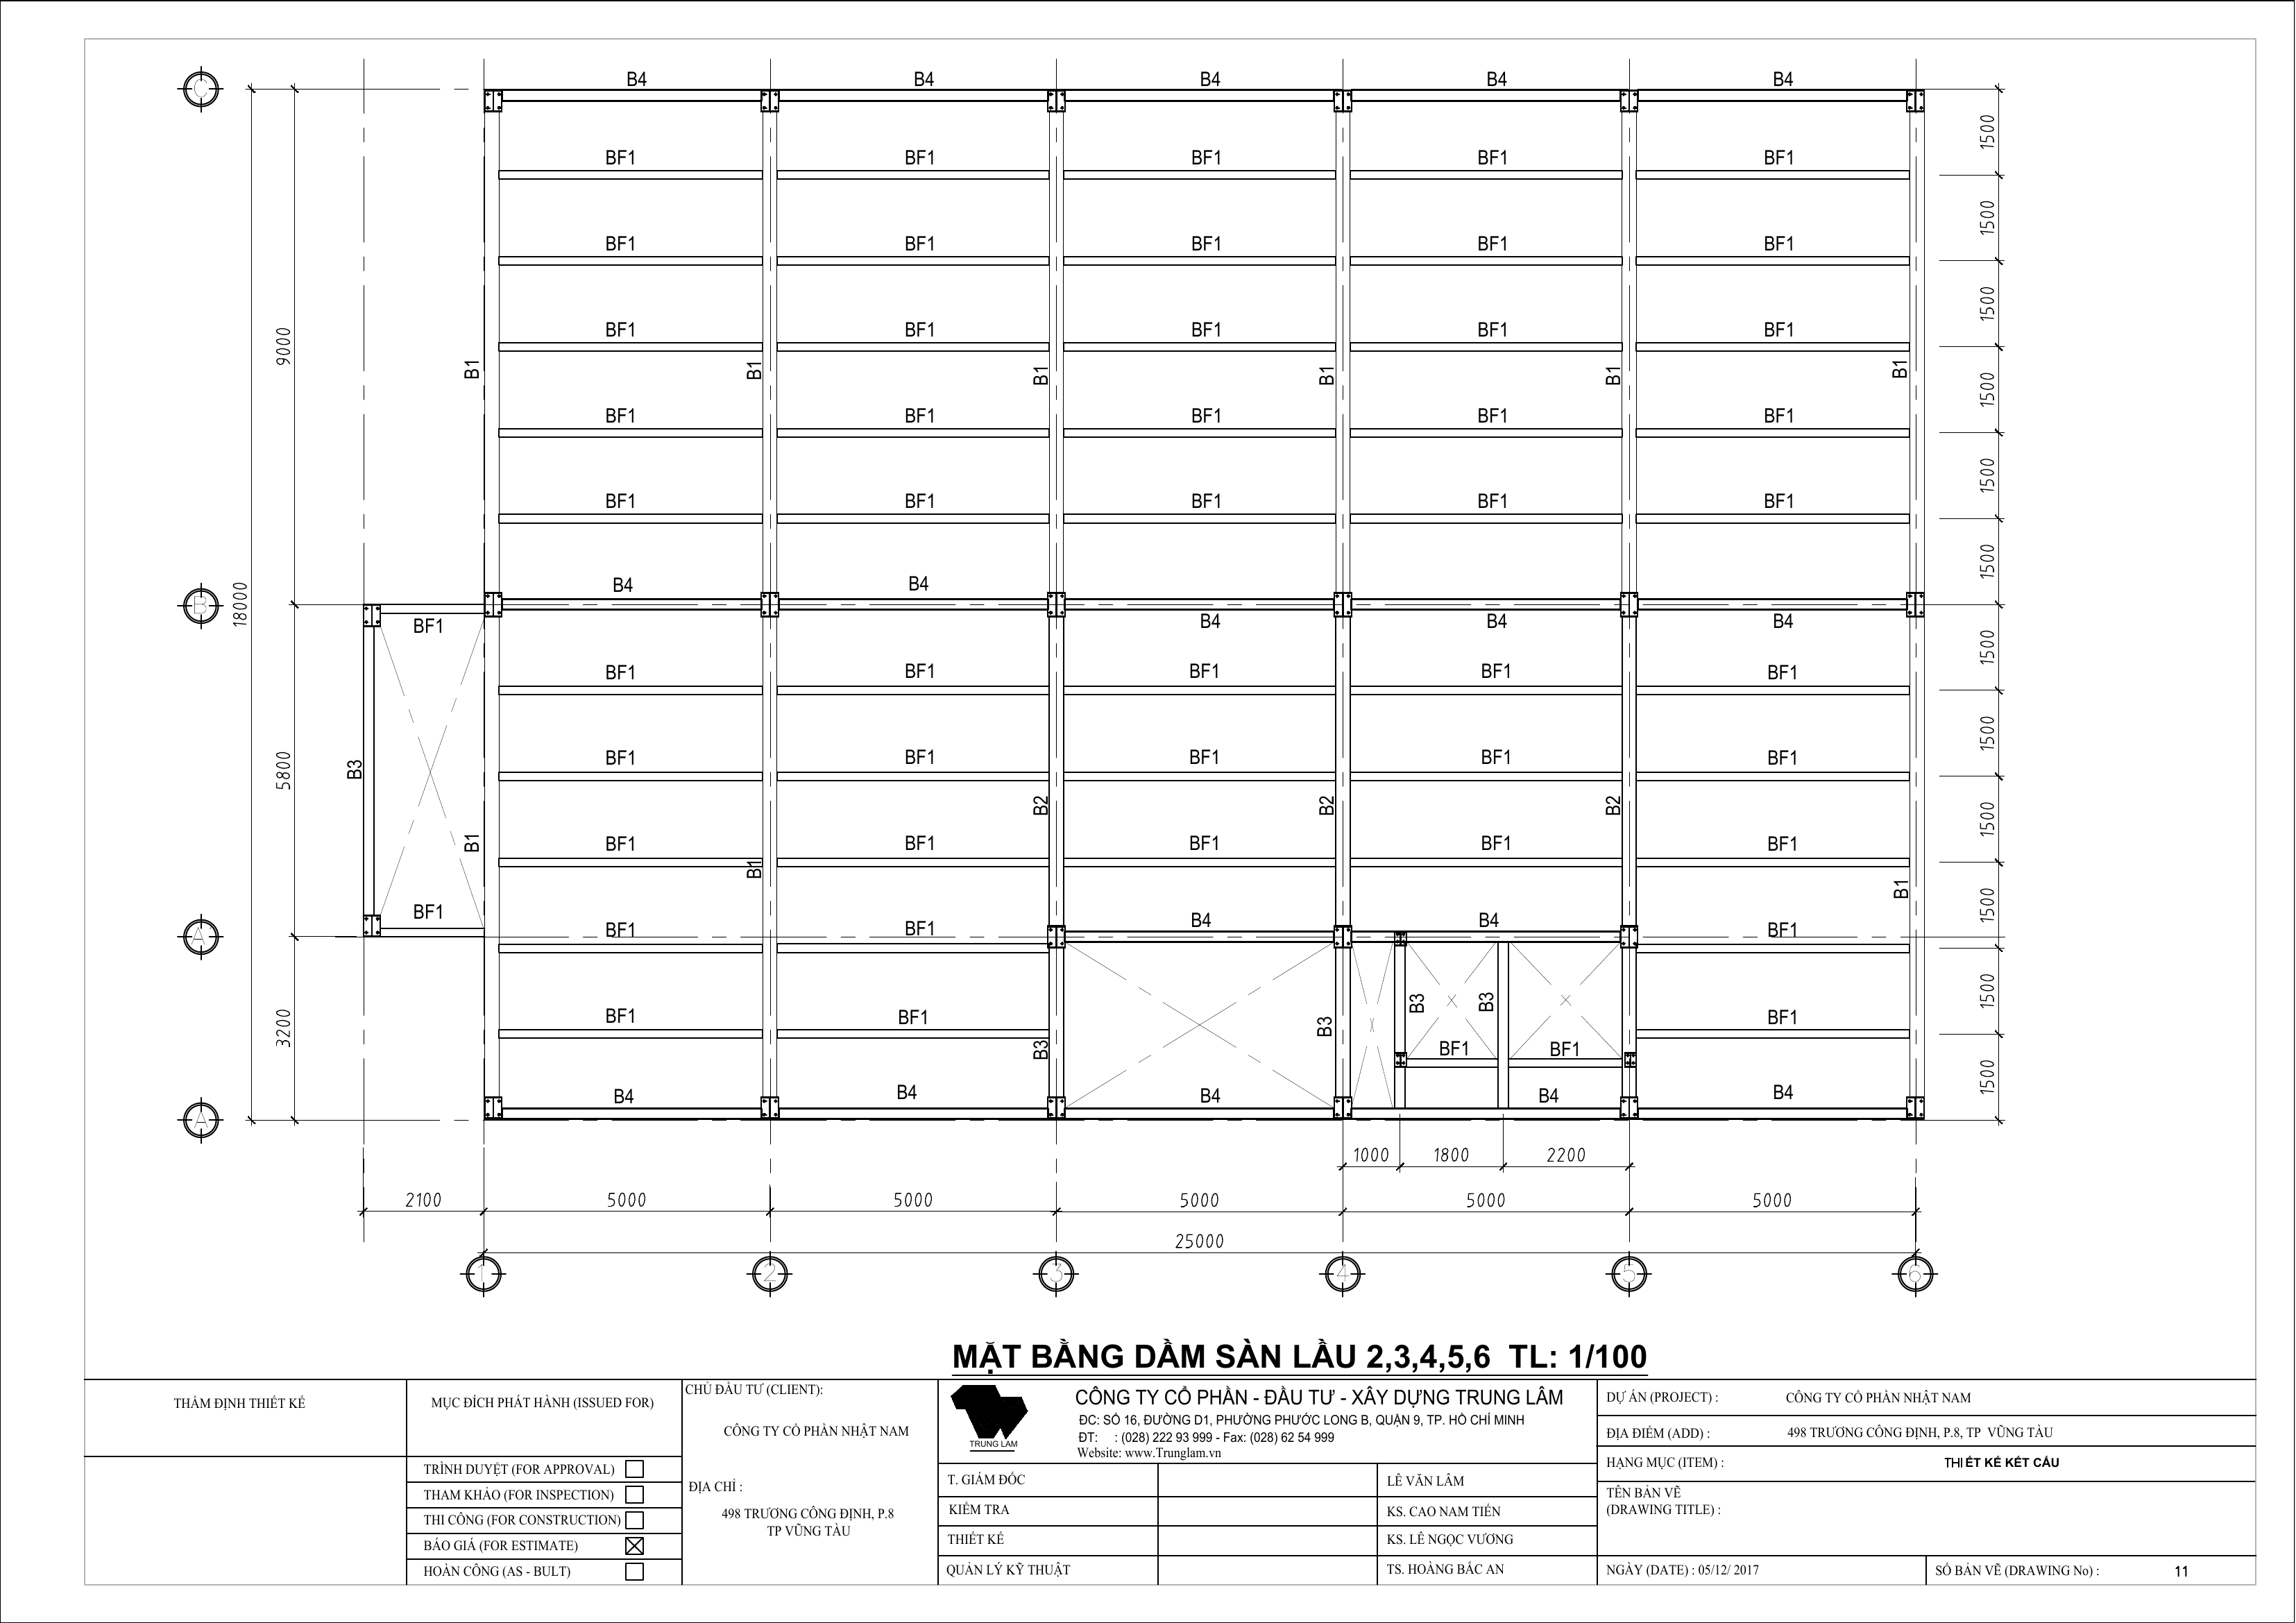 C
B4 B4 B4 B4 B4
1500
BF1 BF1 BF1 BF1 BF1
1500
BF1 BF1 BF1 BF1 BF1
1500
BF1 BF1 BF1 BF1 BF1
9000
B1 B1 B1 B1 B1 B1
1500
BF1 BF1 BF1 BF1 BF1
1500
BF1 BF1 BF1 BF1 BF1
1500
B4 B4
B
18000
BF1
B4 B4 B4
1500
BF1 BF1 BF1 BF1 BF1
1500
BF1 BF1 BF1 BF1 BF1
5800
B3
B2 B2 B2
1500
B1
BF1 BF1 BF1 BF1 BF1
B1
B1
1500
BF1
B4 B4
BF1 BF1 BF1
A'
1500
B3 B3
BF1 BF1 BF1
3200
B3
B3
BF1 BF1
1500
B4 B4 B4 B4 B4
A
1000 1800 2200
2100 5000 5000 5000 5000 5000
25000
1 2 3 4 5 6
MẶT BẰNG DẦM SÀN LẦU 2,3,4,5,6 TL: 1/100
THẨM ĐỊNH THIẾT KẾ
MỤC ĐÍCH PHÁT HÀNH (ISSUED FOR)
TRÌNH DUYỆT (FOR APPROVAL)
THAM KHẢO (FOR INSPECTION)
THI CÔNG (FOR CONSTRUCTION)
BÁO GIÁ (FOR ESTIMATE)
HOÀN CÔNG (AS - BULT)
CHỦ ĐẦU TƯ (CLIENT):
CÔNG TY CỔ PHẦN NHẬT NAM
ĐỊA CHỈ :
498 TRƯƠNG CÔNG ĐỊNH, P.8
TP VŨNG TÀU
TRUNG LAM
CÔNG TY CỔ PHẦN - ĐẦU TƯ - XÂY DỰNG TRUNG LÂM
ĐC: SỐ 16, ĐƯỜNG D1, PHƯỜNG PHƯỚC LONG B, QUẬN 9, TP. HỒ CHÍ MINH
ĐT: : (028) 222 93 999 - Fax: (028) 62 54 999
Website: www.Trunglam.vn
T. GIÁM ĐỐC LÊ VĂN LÂM
KIỂM TRA KS. CAO NAM TIẾN
THIẾT KẾ KS. LÊ NGỌC VƯƠNG
QUẢN LÝ KỸ THUẬT TS. HOÀNG BẮC AN
DỰ ÁN (PROJECT) : CÔNG TY CỔ PHẦN NHẬT NAM
ĐỊA ĐIỂM (ADD) : 498 TRƯƠNG CÔNG ĐỊNH, P.8, TP VŨNG TÀU
HẠNG MỤC (ITEM) : THIẾT KẾ KẾT CẤU
TÊN BẢN VẼ
(DRAWING TITLE) :
NGÀY (DATE) : 05/12/ 2017
SỐ BẢN VẼ (DRAWING No) : 11